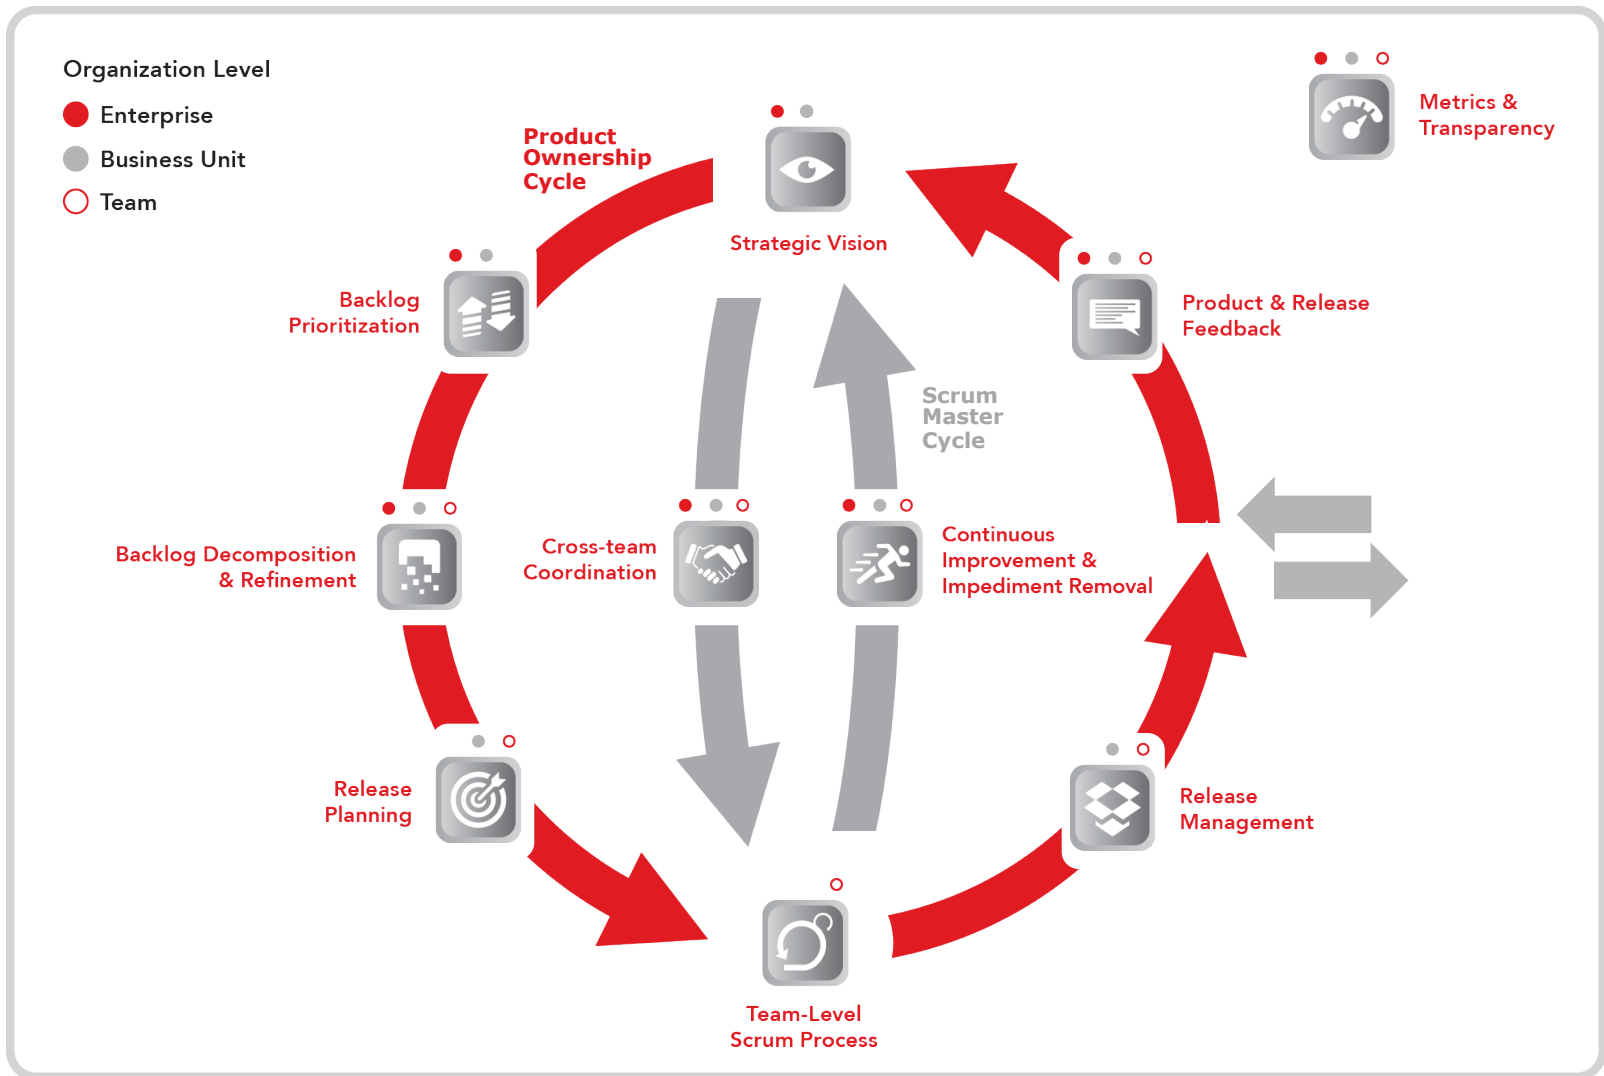 Organization Level
Enterprise
Business Unit
Team
Metrics &
Transparency
Product
Ownership
Cycle
Strategic Vision
Backlog
Prioritization
Product & Release
Feedback
Scrum
Master
Cycle
Backlog Decomposition
& Refinement
Cross-team
Coordination
Continuous
Improvement &
Impediment Removal
Release
Planning
Release
Management
Team-Level
Scrum Process